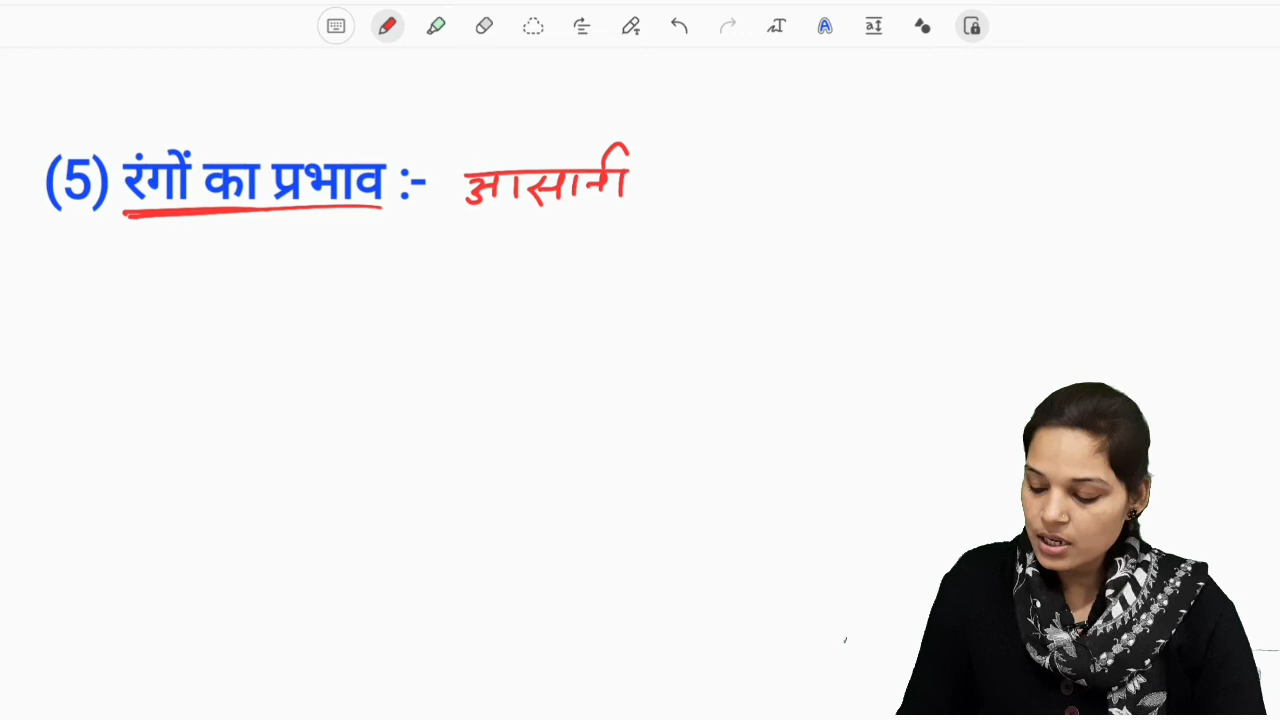 (5) रंगों का प्रभाव :- आसानी